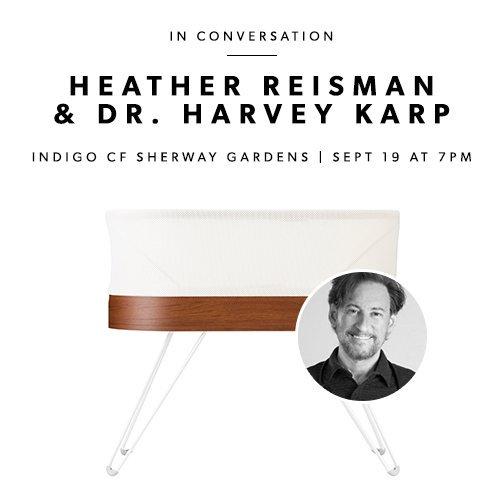 IN CONVERSATION
HEATHER REISMAN
& DR. HARVEY KARP
INDIGO CF SHERWAY GARDENS | SEPT 19 AT 7PM